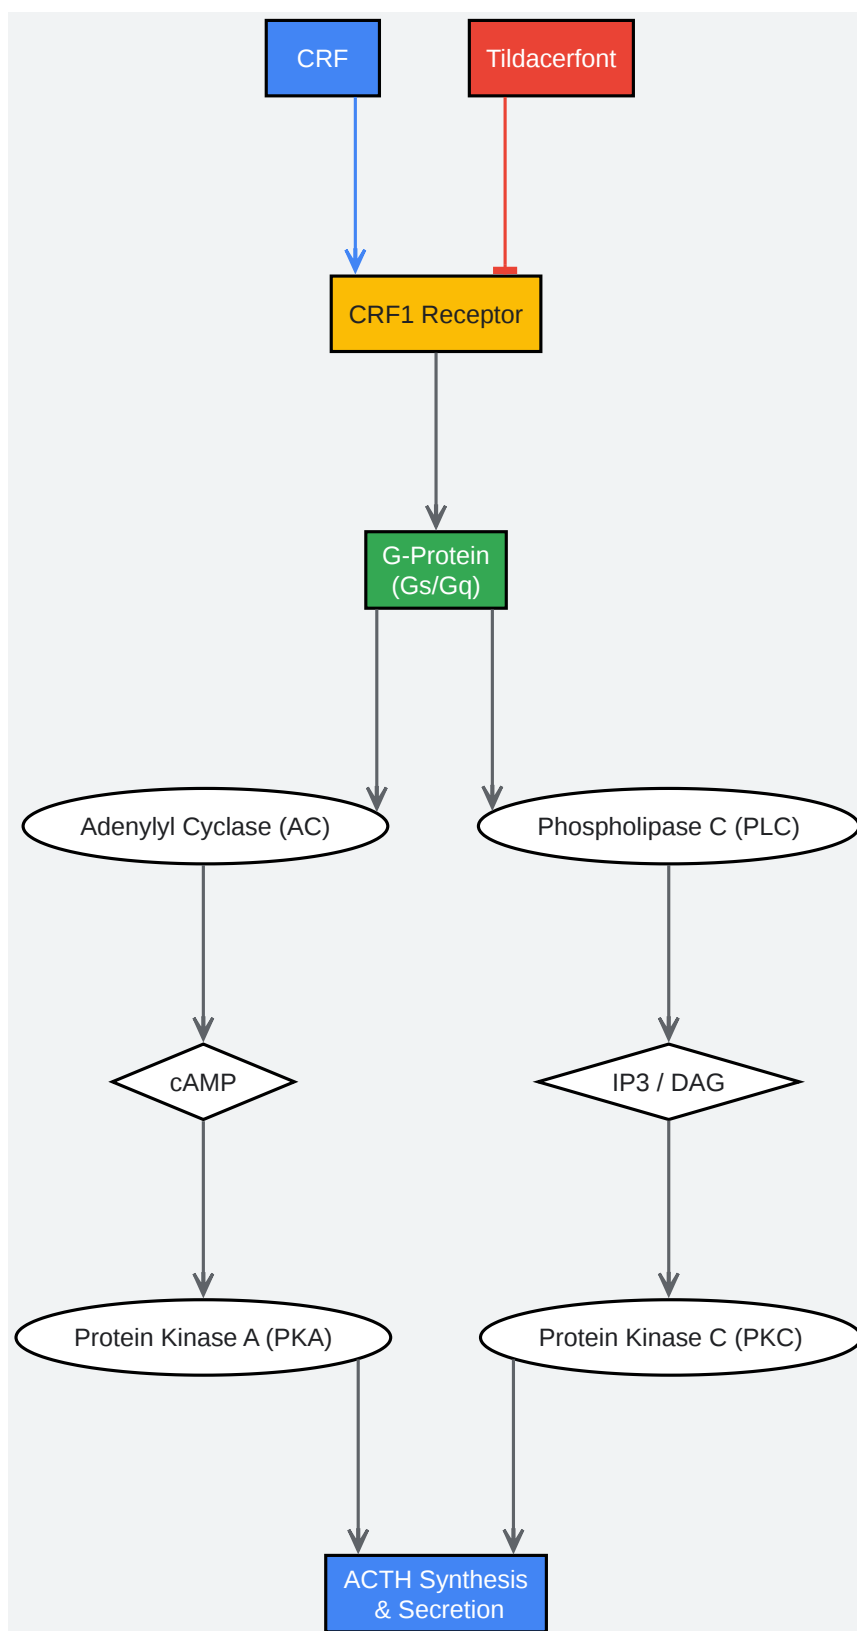 CRF
Tildacerfont
CRF1 Receptor
G-Protein
(Gs/Gq)
Adenylyl Cyclase (AC)
Phospholipase C (PLC)
cAMP
IP3 / DAG
Protein Kinase A (PKA)
Protein Kinase C (PKC)
ACTH Synthesis
& Secretion